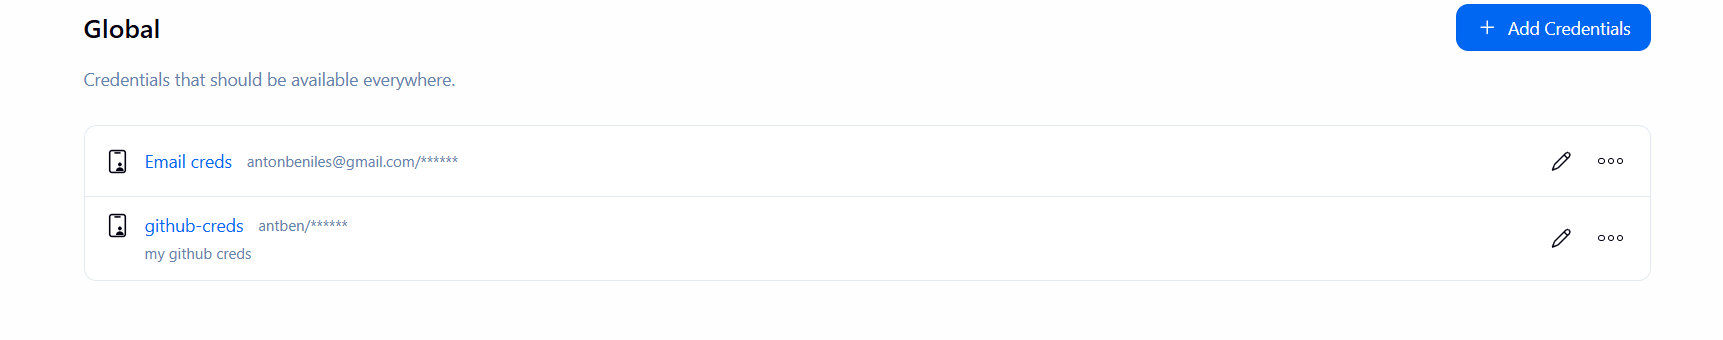 Global
+ Add Credentials
Credentials that should be available everywhere.
Email creds antonbeniles@gmail.com/******
github-creds antben/******
my github creds